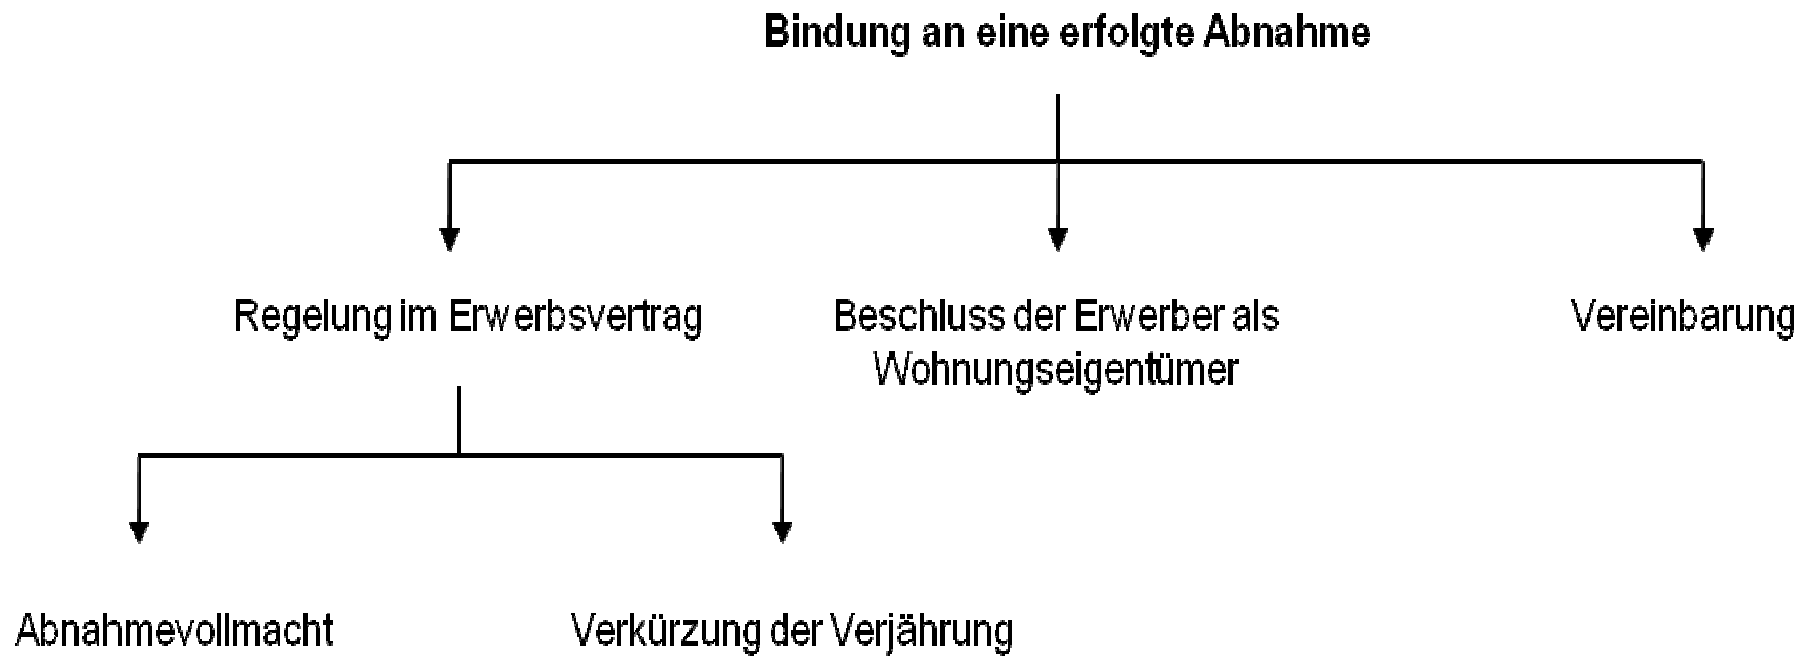 Bindung an eine erfolgte Abnahme
Regelung im Erwerbsvertrag
Beschluss der Erwerber als
Wohnungseigentümer
Vereinbarung
Abnahmevollmacht
Verkürzung der Verjährung